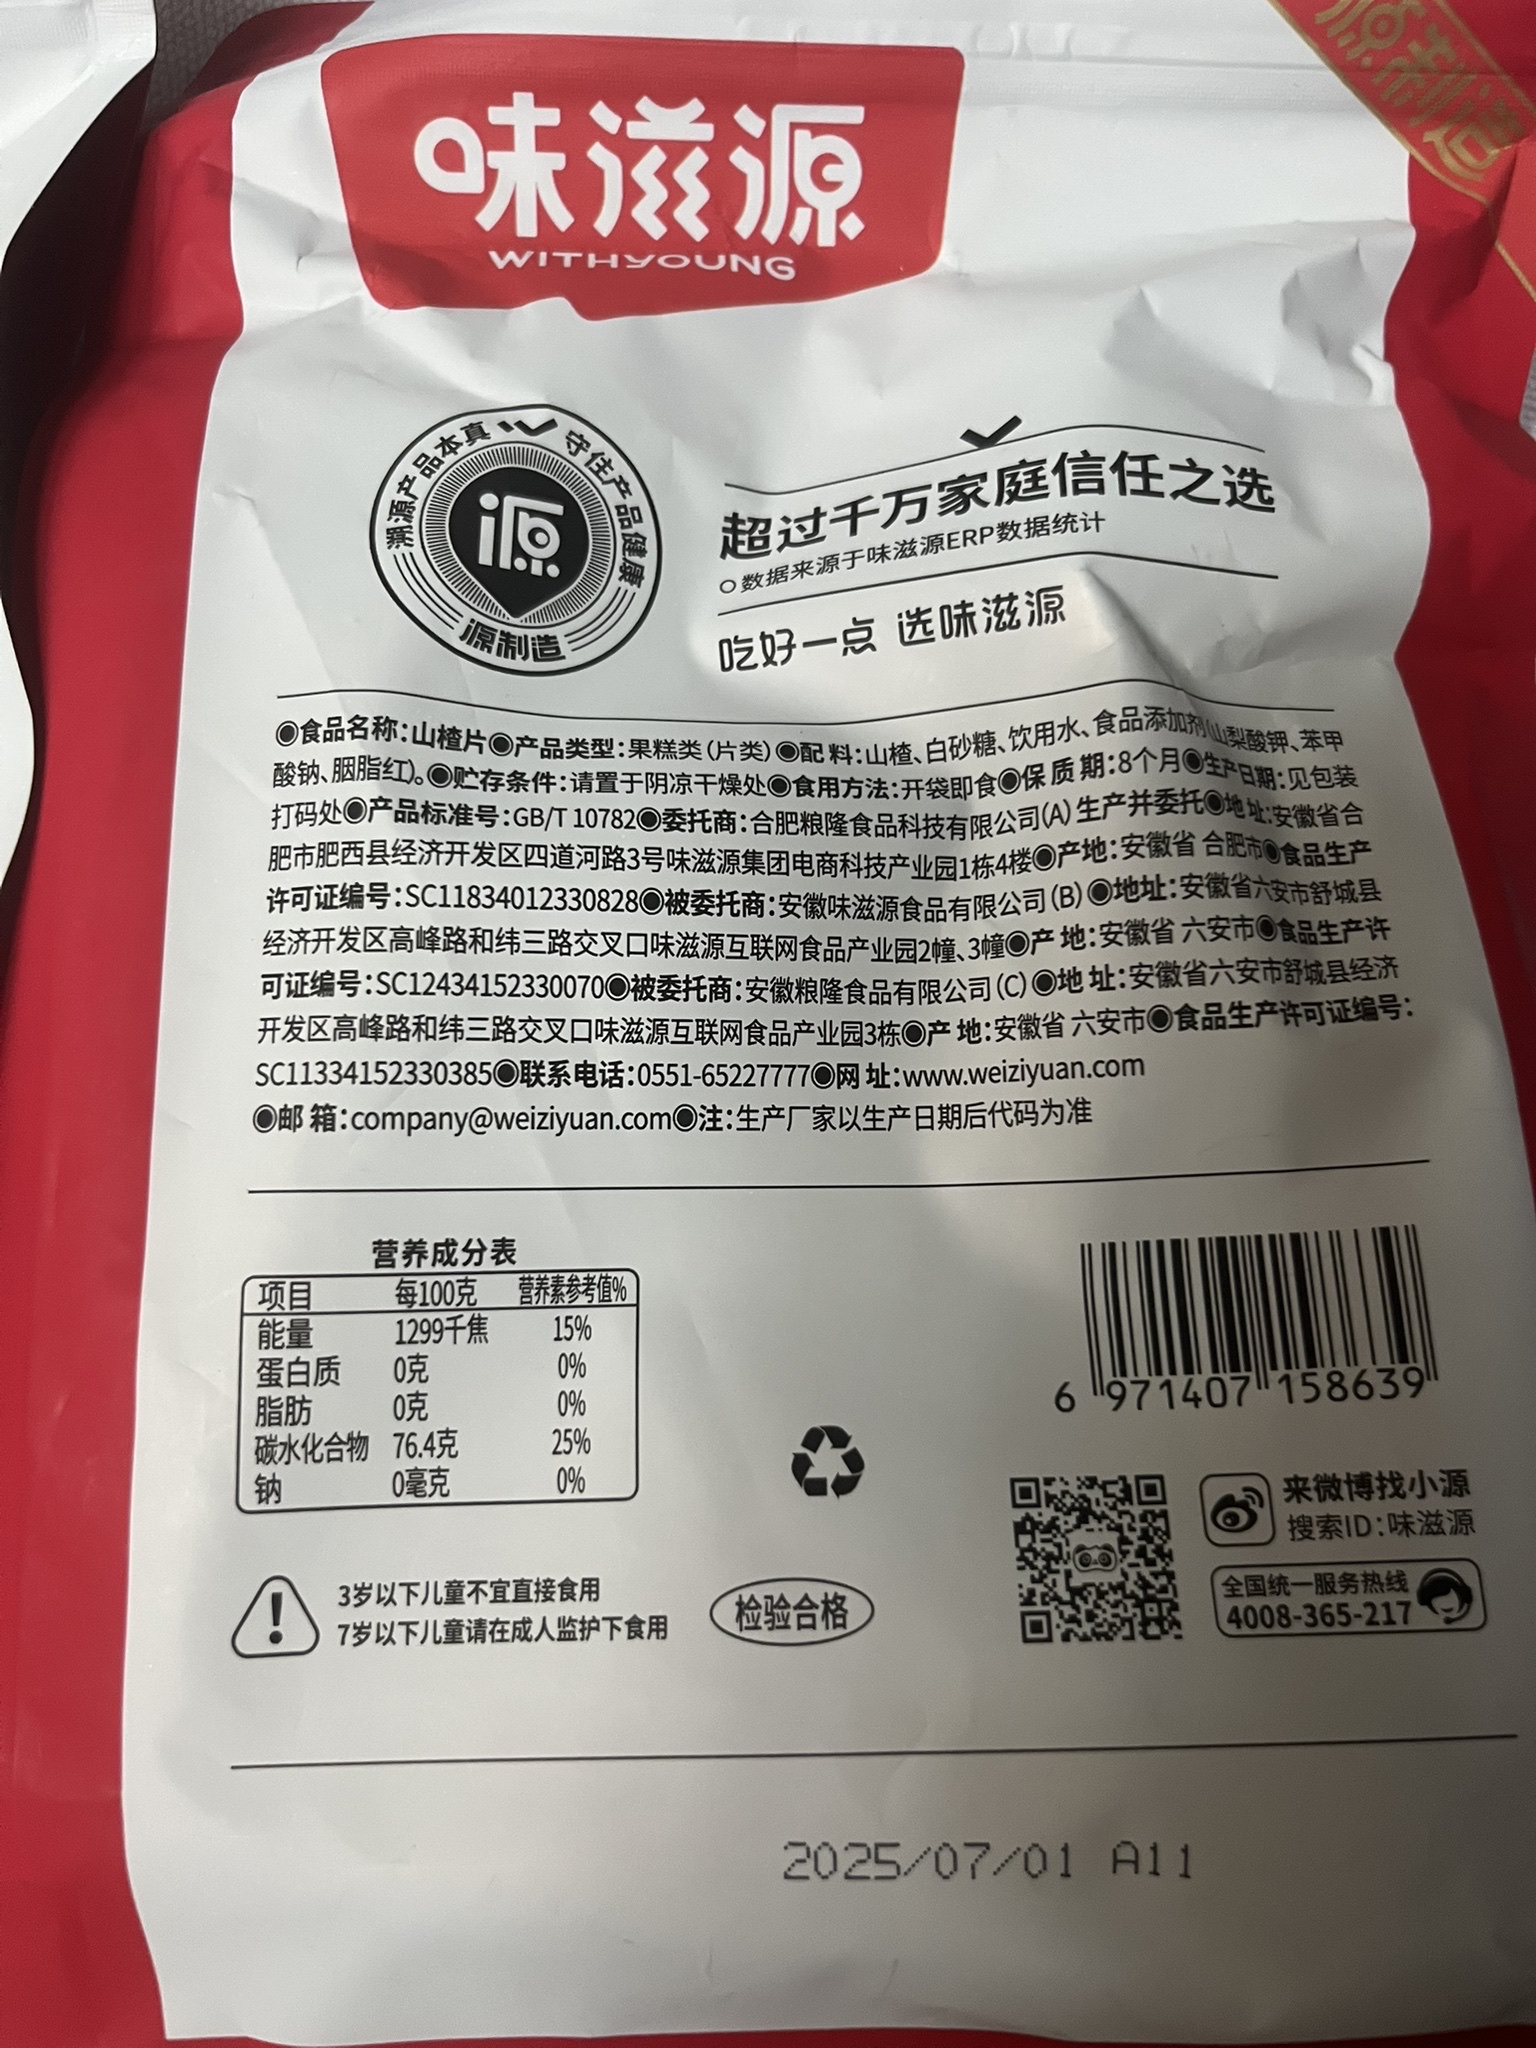 源制造
味滋源
WITHYOUNG
溯源产品本真 守住产品健康
源
源制造
超过千万家庭信任之选
数据来源于味滋源ERP数据统计
吃好一点 选味滋源
◉食品名称:山楂片◉产品类型:果糕类(片类)◉配料:山楂、白砂糖、饮用水、食品添加剂(山梨酸钾、苯甲
酸钠、胭脂红)。◉贮存条件:请置于阴凉干燥处◉食用方法:开袋即食◉保质期:8个月◉生产日期:见包装
打码处◉产品标准号:GB/T 10782◉委托商:合肥粮隆食品科技有限公司(A)生产并委托◉地址:安徽省合
肥市肥西县经济开发区四道河路3号味滋源集团电商科技产业园1栋4楼◉产地:安徽省 合肥市◉食品生产
许可证编号:SC11834012330828◉被委托商:安徽味滋源食品有限公司(B)◉地址:安徽省六安市舒城县
经济开发区高峰路和纬三路交叉口味滋源互联网食品产业园2幢、3幢◉产 地:安徽省 六安市◉食品生产许
可证编号:SC12434152330070◉被委托商:安徽粮隆食品有限公司(C)◉地 址:安徽省六安市舒城县经济
开发区高峰路和纬三路交叉口味滋源互联网食品产业园3栋◉产 地:安徽省 六安市◉食品生产许可证编号:
SC11334152330385◉联系电话:0551-65227777◉网 址:www.weiziyuan.com
◉邮 箱:company@weiziyuan.com◉注:生产厂家以生产日期后代码为准
营养成分表
项目 每100克 营养素参考值%
能量 1299千焦 15%
蛋白质 0克 0%
脂肪 0克 0%
碳水化合物 76.4克 25%
钠 0毫克 0%
6 971407 158639
来微博找小源
搜索ID:味滋源
全国统一服务热线
4008-365-217
3岁以下儿童不宜直接食用
7岁以下儿童请在成人监护下食用
检验合格
2025/07/01 A11